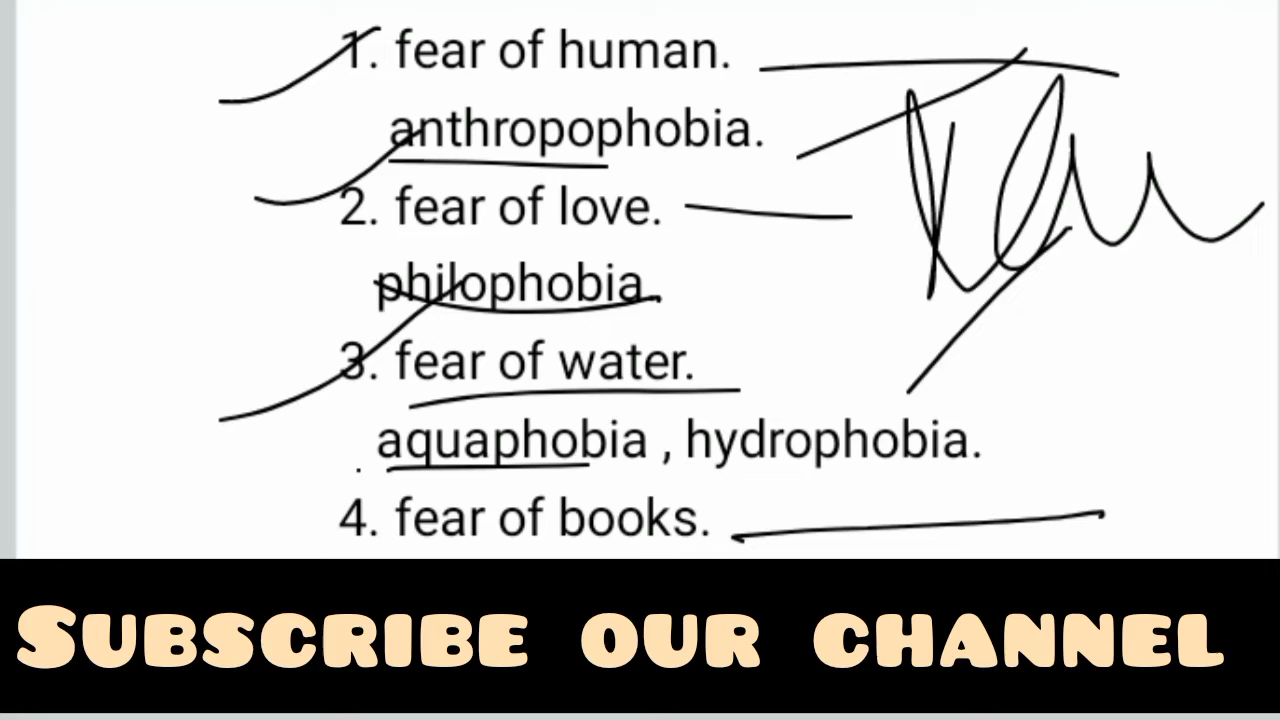 1. fear of human.
anthropophobia.
2. fear of love.
philophobia.
3. fear of water.
aquaphobia , hydrophobia.
4. fear of books.
Subscribe our channel